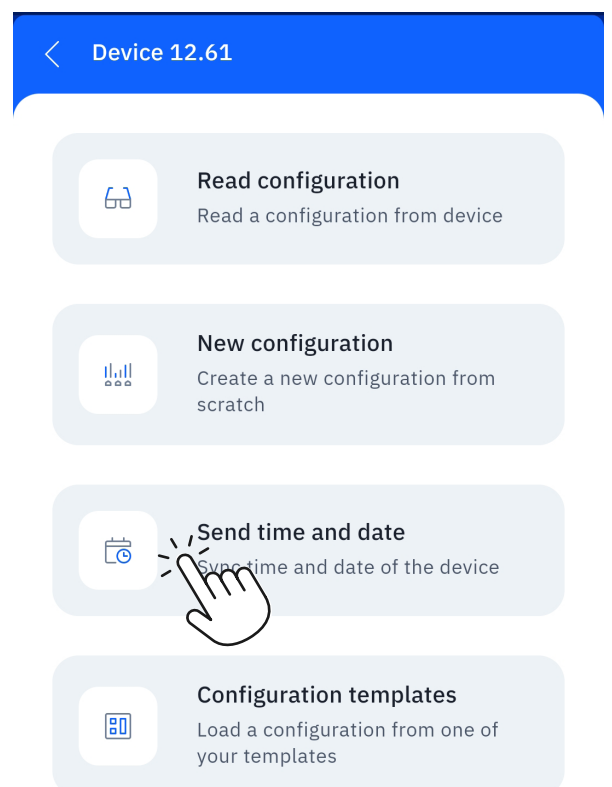 Device 12.61
Read configuration
Read a configuration from device
New configuration
Create a new configuration from
scratch
Send time and date
Sync time and date of the device
Configuration templates
Load a configuration from one of
your templates